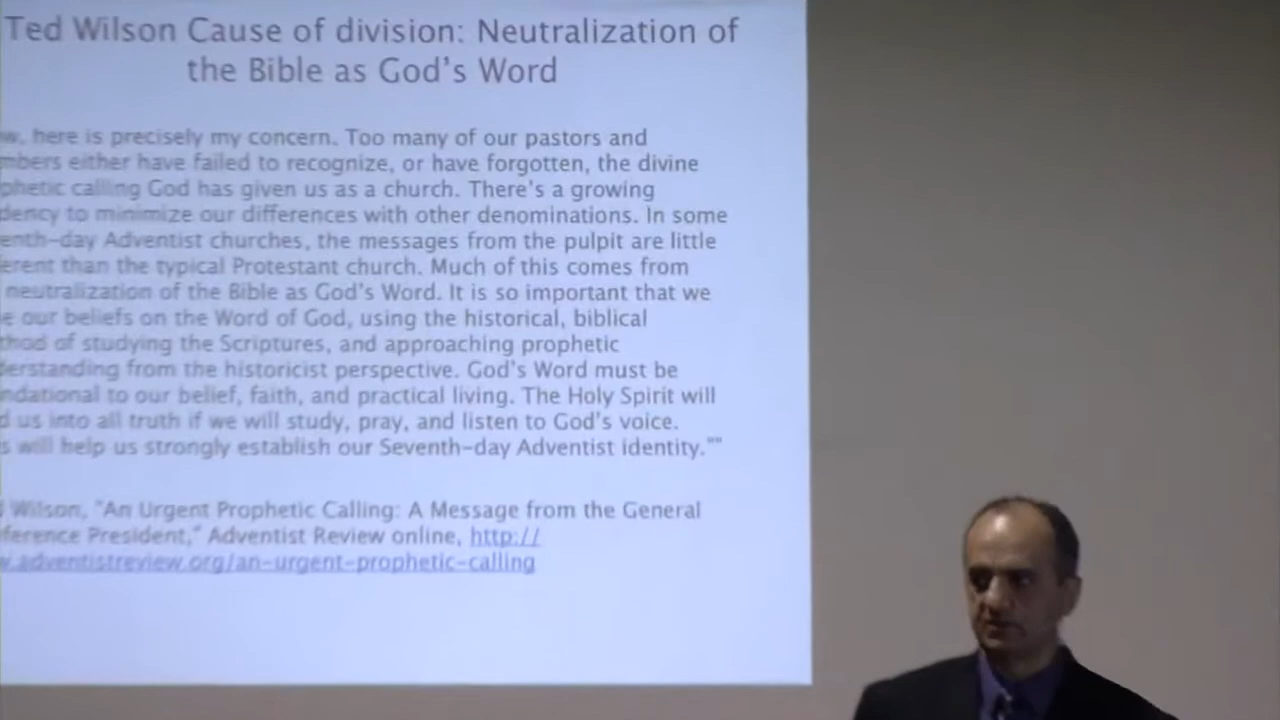 Ted Wilson Cause of division: Neutralization of
the Bible as God's Word
here is precisely my concern. Too many of our pastors and
either have failed to recognize, or have forgotten, the divine
calling God has given us as a church. There's a growing
to minimize our differences with other denominations. In some
Adventist churches, the messages from the pulpit are little
than the typical Protestant church. Much of this comes from
neutralization of the Bible as God's Word. It is so important that we
our beliefs on the Word of God, using the historical, biblical
of studying the Scriptures, and approaching prophetic
from the historicist perspective. God's Word must be
to our belief, faith, and practical living. The Holy Spirit will
us into all truth if we will study, pray, and listen to God's voice.
will help us strongly establish our Seventh-day Adventist identity.""
Wilson, "An Urgent Prophetic Calling: A Message from the General
President," Adventist Review online, http://
.adventistreview.org/an-urgent-prophetic-calling